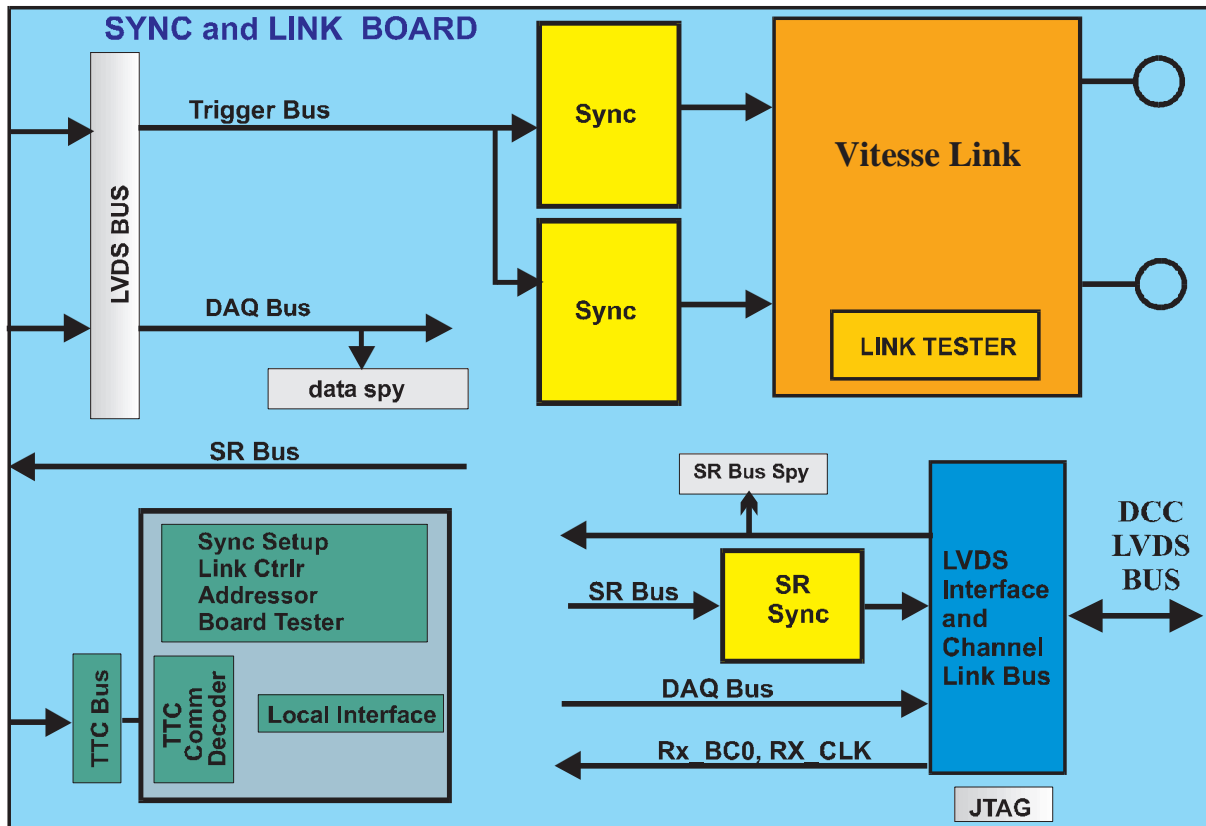 SYNC and LINK BOARD
LVDS BUS
Trigger Bus
Sync
Vitesse Link
DAQ Bus
Sync
LINK TESTER
data spy
SR Bus
SR Bus Spy
Sync Setup
Link Ctrlr
Addressor
Board Tester
TTC Bus
TTC
Comm
Decoder
Local Interface
SR Bus
SR
Sync
DAQ Bus
Rx_BC0, RX_CLK
LVDS
Interface
and
Channel
Link Bus
DCC
LVDS
BUS
JTAG